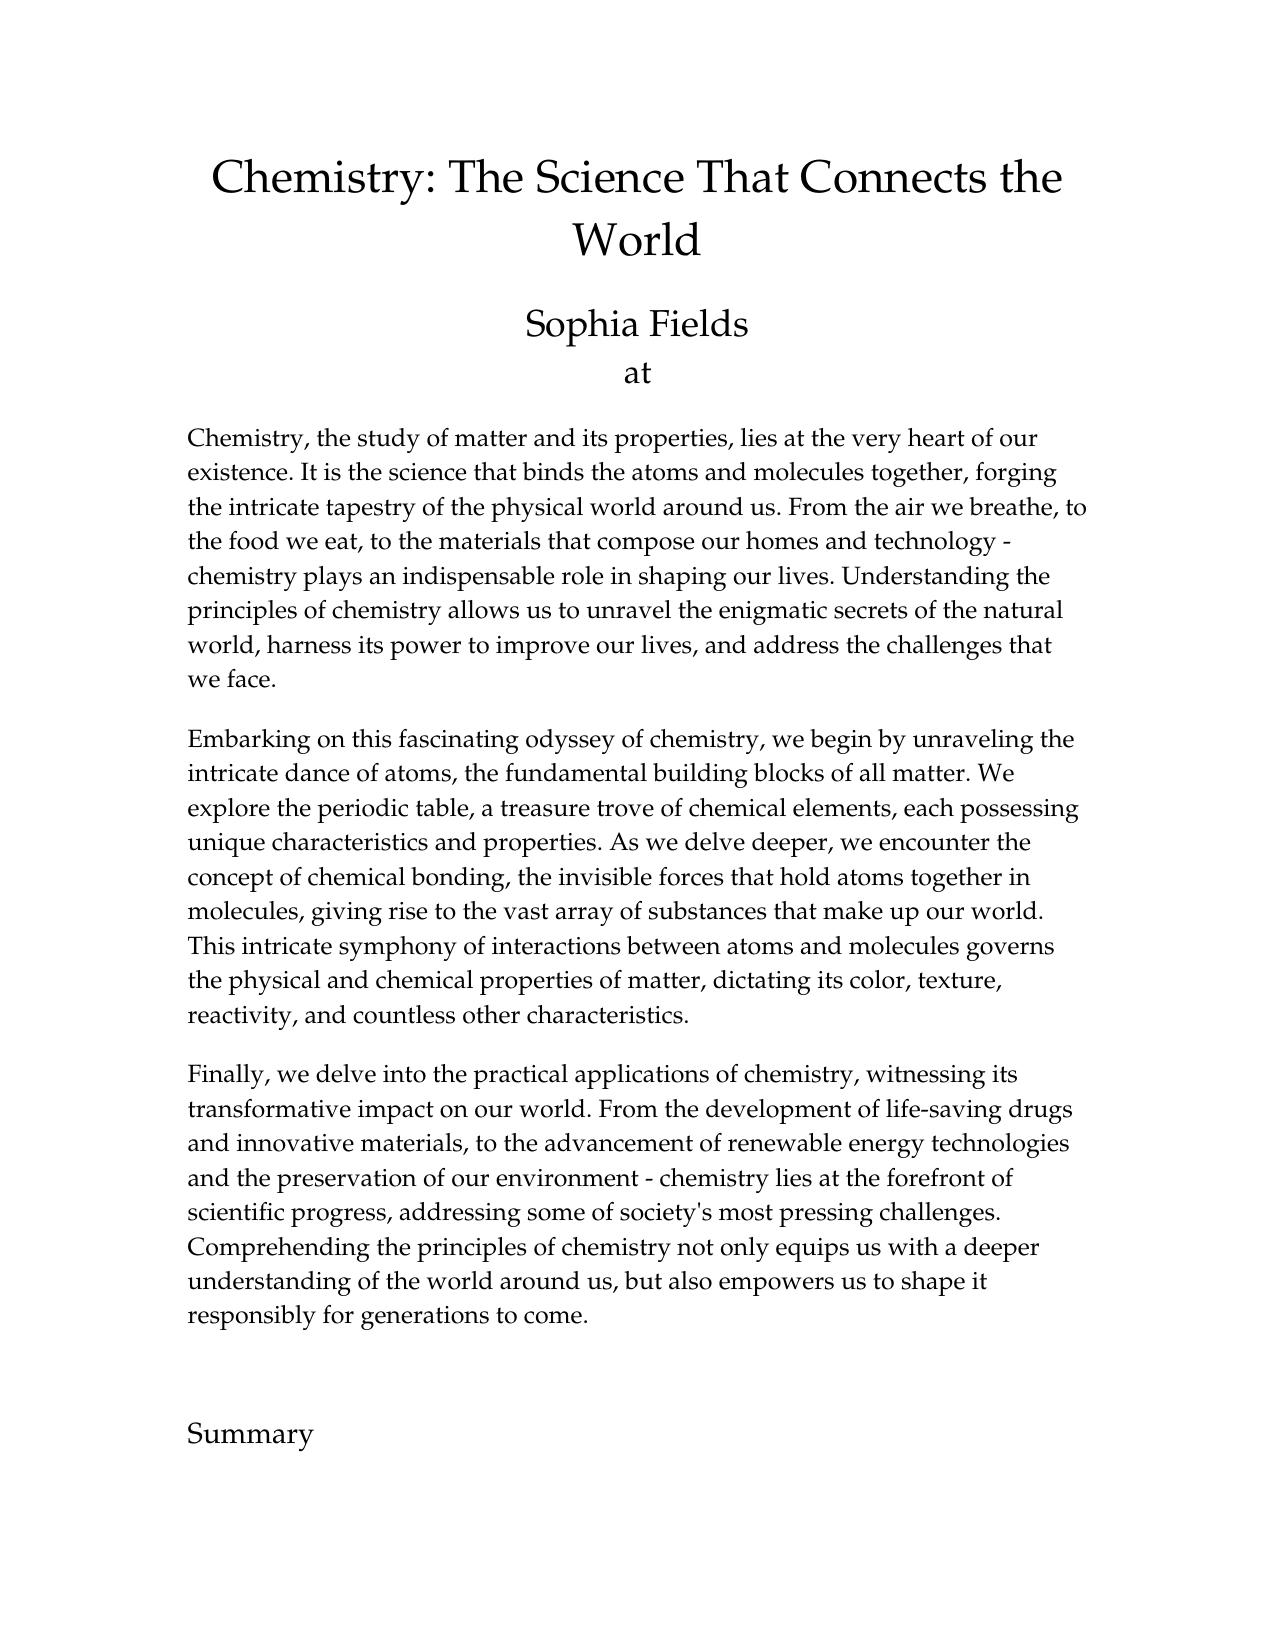 Chemistry: The Science That Connects the
World
Sophia Fields
at
Chemistry, the study of matter and its properties, lies at the very heart of our
existence. It is the science that binds the atoms and molecules together, forging
the intricate tapestry of the physical world around us. From the air we breathe, to
the food we eat, to the materials that compose our homes and technology -
chemistry plays an indispensable role in shaping our lives. Understanding the
principles of chemistry allows us to unravel the enigmatic secrets of the natural
world, harness its power to improve our lives, and address the challenges that
we face.
Embarking on this fascinating odyssey of chemistry, we begin by unraveling the
intricate dance of atoms, the fundamental building blocks of all matter. We
explore the periodic table, a treasure trove of chemical elements, each possessing
unique characteristics and properties. As we delve deeper, we encounter the
concept of chemical bonding, the invisible forces that hold atoms together in
molecules, giving rise to the vast array of substances that make up our world.
This intricate symphony of interactions between atoms and molecules governs
the physical and chemical properties of matter, dictating its color, texture,
reactivity, and countless other characteristics.
Finally, we delve into the practical applications of chemistry, witnessing its
transformative impact on our world. From the development of life-saving drugs
and innovative materials, to the advancement of renewable energy technologies
and the preservation of our environment - chemistry lies at the forefront of
scientific progress, addressing some of society's most pressing challenges.
Comprehending the principles of chemistry not only equips us with a deeper
understanding of the world around us, but also empowers us to shape it
responsibly for generations to come.
Summary